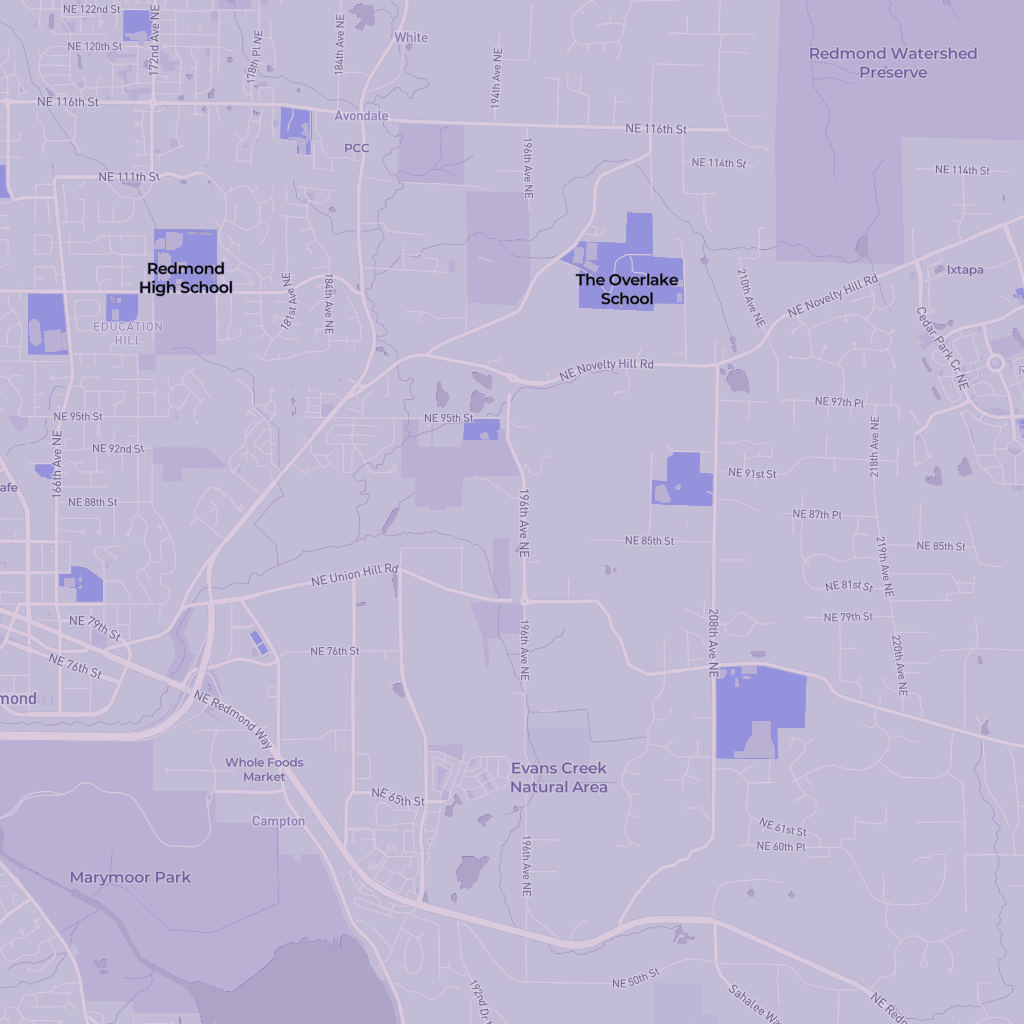 NE 122nd St
172nd Ave NE
NE 120th St
178th Pl NE
184th Ave NE
White
194th Ave NE
Redmond Watershed
Preserve
NE 116th St
Avondale
NE 116th St
PCC
196th Ave NE
NE 114th St
NE 114th St
NE 111th St
Redmond
High School
The Overlake
School
Ixtapa
181st Ave NE
184th Ave NE
210th Ave NE
NE Novelty Hill Rd
Cedar Park Cr NE
EDUCATION
HILL
NE Novelty Hill Rd
R
NE 97th Pl
NE 95th St
NE 95th St
166th Ave NE
NE 92nd St
218th Ave NE
NE 91st St
afe
NE 88th St
196th Ave NE
NE 87th Pl
NE 85th St
219th Ave NE
NE 85th St
NE Union Hill Rd
NE 81st St
NE 79th St
NE 79th St
196th Ave NE
208th Ave NE
220th Ave NE
NE 76th St
NE 76th St
mond
NE Redmond Way
Whole Foods
Market
Evans Creek
Natural Area
NE 65th St
Campton
NE 61st St
NE 60th Pl
196th Ave NE
Marymoor Park
NE 50th St
192nd Dr N
Sahalee Wa
NE Redm